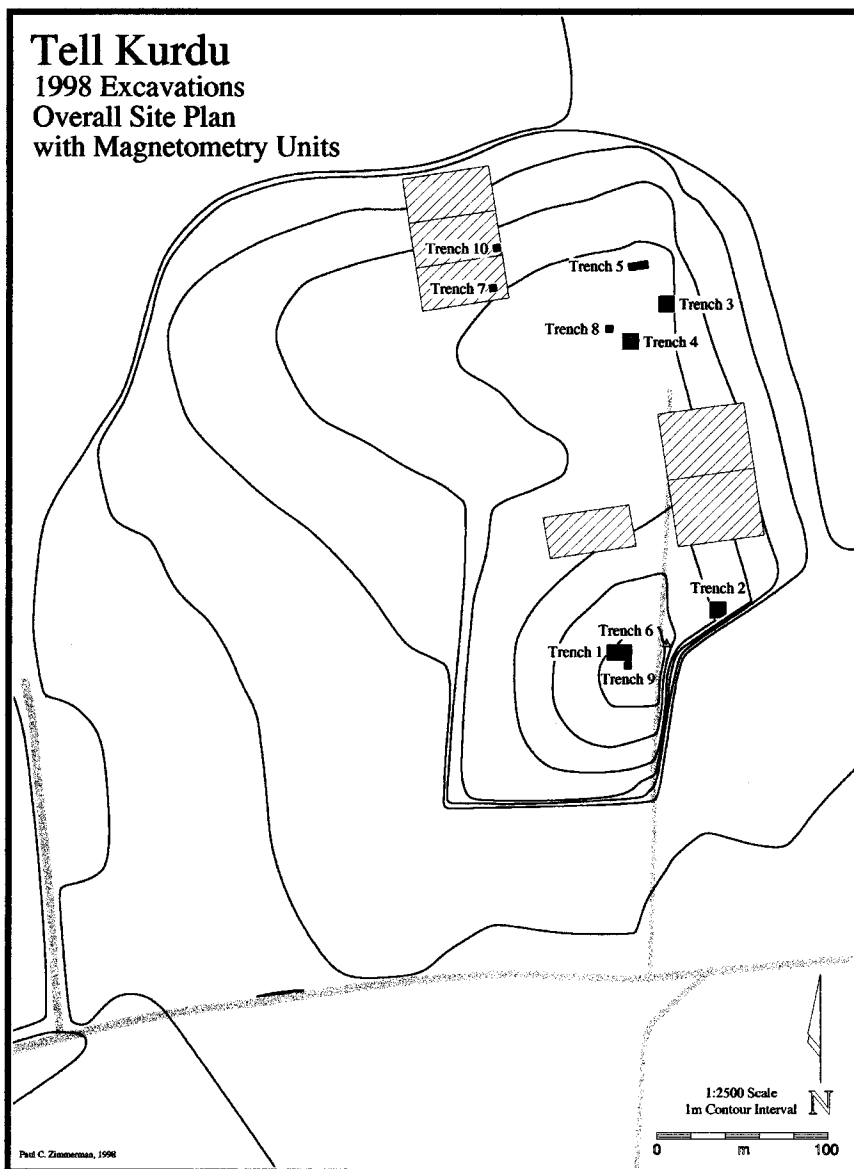 Tell Kurdu
1998 Excavations
Overall Site Plan
with Magnetometry Units
Trench 10
Trench 5
Trench 7
Trench 3
Trench 8
Trench 4
Trench 2
Trench 6
Trench 1
Trench 9
1:2500 Scale
1m Contour Interval
N
0 m 100
Paul C. Zimmerman, 1998